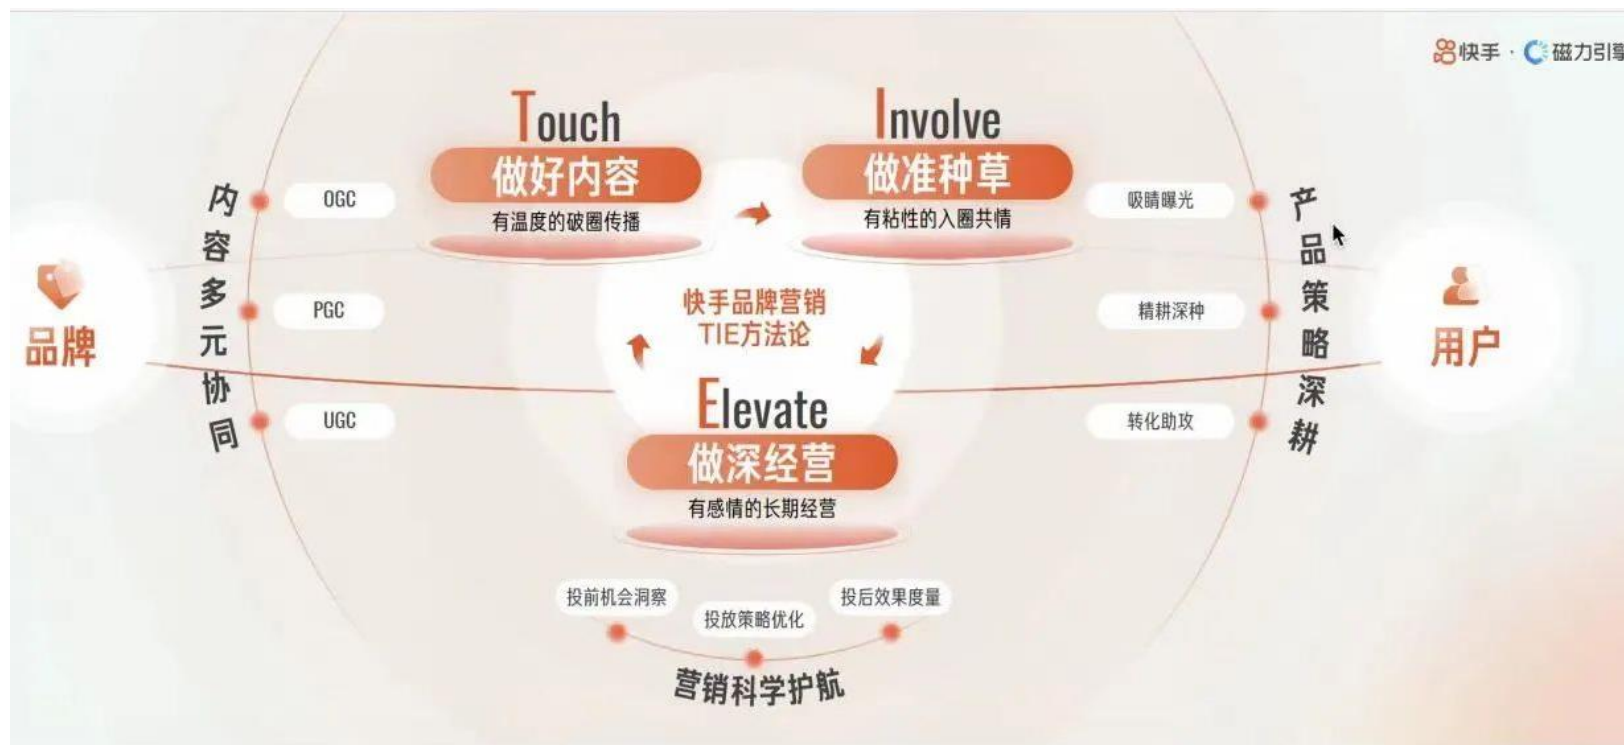 快手·磁力引擎
Touch
做好内容
有温度的破圈传播
Involve
做准种草
有粘性的入圈共情
快手品牌营销
TIE方法论
Elevate
做深经营
有感情的长期经营
品牌
内容多元协同
OGC
PGC
UGC
吸睛曝光
精耕深种
转化助攻
产品策略深耕
用户
投前机会洞察
投放策略优化
投后效果度量
营销科学护航